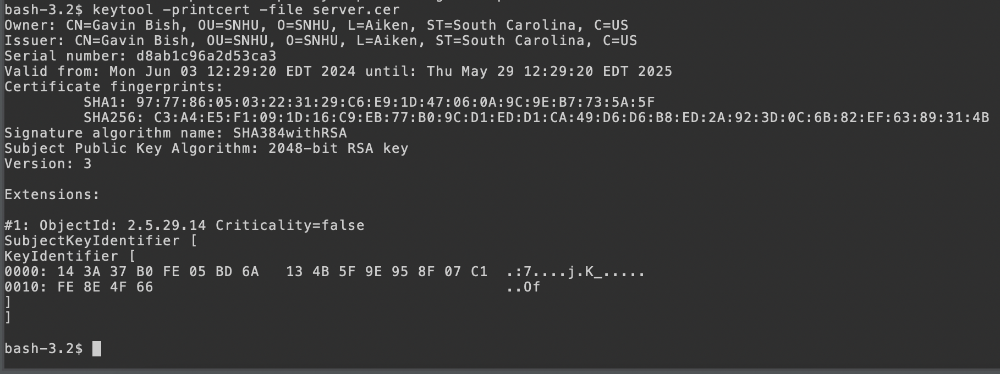 bash-3.2$ keytool -printcert -file server.cer
Owner: CN=Gavin Bish, OU=SNHU, O=SNHU, L=Aiken, ST=South Carolina, C=US
Issuer: CN=Gavin Bish, OU=SNHU, O=SNHU, L=Aiken, ST=South Carolina, C=US
Serial number: d8ab1c96a2d53ca3
Valid from: Mon Jun 03 12:29:20 EDT 2024 until: Thu May 29 12:29:20 EDT 2025
Certificate fingerprints:
         SHA1: 97:77:86:05:03:22:31:29:C6:E9:1D:47:06:0A:9C:9E:B7:73:5A:5F
         SHA256: C3:A4:E5:F1:09:1D:16:C9:EB:77:B0:9C:D1:ED:D1:CA:49:D6:D6:B8:ED:2A:92:3D:0C:6B:82:EF:63:89:31:4B
Signature algorithm name: SHA384withRSA
Subject Public Key Algorithm: 2048-bit RSA key
Version: 3
Extensions:
#1: ObjectId: 2.5.29.14 Criticality=false
SubjectKeyIdentifier [
KeyIdentifier [
0000: 14 3A 37 B0 FE 05 BD 6A   13 4B 5F 9E 95 8F 07 C1  .:7....j.K_.....
0010: FE 8E 4F 66                                        ..Of
]
]
bash-3.2$